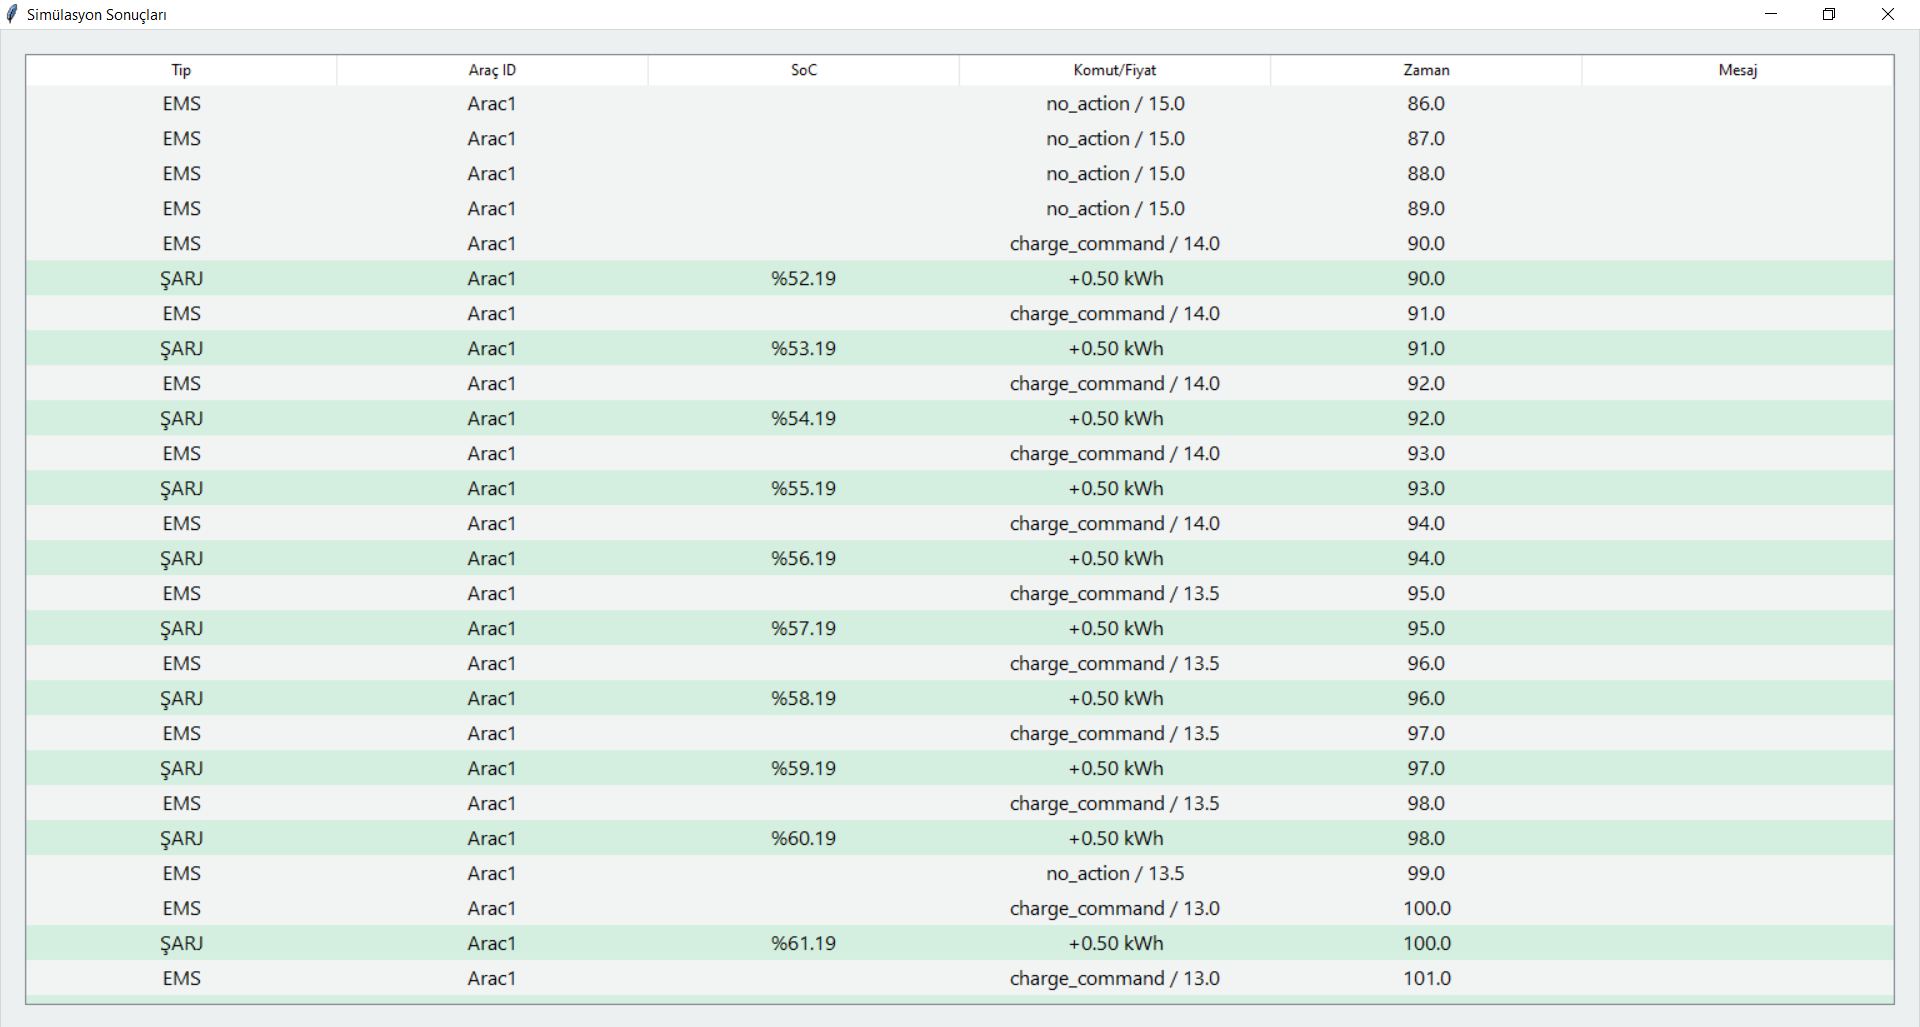 Simülasyon Sonuçları
Tip Araç ID SoC Komut/Fiyat Zaman Mesaj
EMS Arac1 no_action / 15.0 86.0
EMS Arac1 no_action / 15.0 87.0
EMS Arac1 no_action / 15.0 88.0
EMS Arac1 no_action / 15.0 89.0
EMS Arac1 charge_command / 14.0 90.0
ŞARJ Arac1 %52.19 +0.50 kWh 90.0
EMS Arac1 charge_command / 14.0 91.0
ŞARJ Arac1 %53.19 +0.50 kWh 91.0
EMS Arac1 charge_command / 14.0 92.0
ŞARJ Arac1 %54.19 +0.50 kWh 92.0
EMS Arac1 charge_command / 14.0 93.0
ŞARJ Arac1 %55.19 +0.50 kWh 93.0
EMS Arac1 charge_command / 14.0 94.0
ŞARJ Arac1 %56.19 +0.50 kWh 94.0
EMS Arac1 charge_command / 13.5 95.0
ŞARJ Arac1 %57.19 +0.50 kWh 95.0
EMS Arac1 charge_command / 13.5 96.0
ŞARJ Arac1 %58.19 +0.50 kWh 96.0
EMS Arac1 charge_command / 13.5 97.0
ŞARJ Arac1 %59.19 +0.50 kWh 97.0
EMS Arac1 charge_command / 13.5 98.0
ŞARJ Arac1 %60.19 +0.50 kWh 98.0
EMS Arac1 no_action / 13.5 99.0
EMS Arac1 charge_command / 13.0 100.0
ŞARJ Arac1 %61.19 +0.50 kWh 100.0
EMS Arac1 charge_command / 13.0 101.0